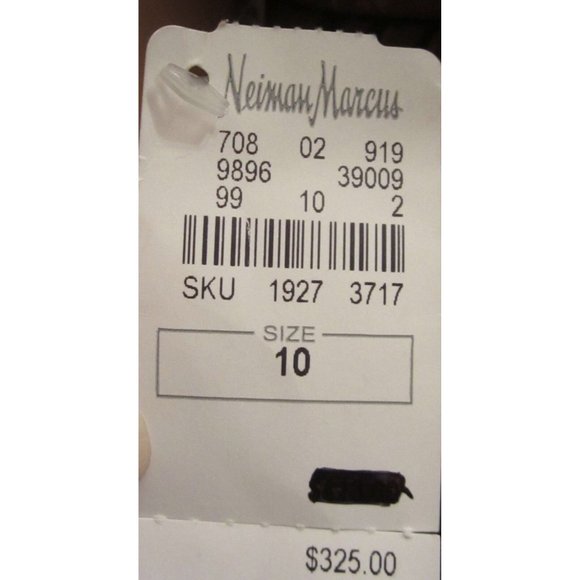 Neiman Marcus
708 02 919
9896 39009
99 10 2
SKU 1927 3717
SIZE
10
$325.00